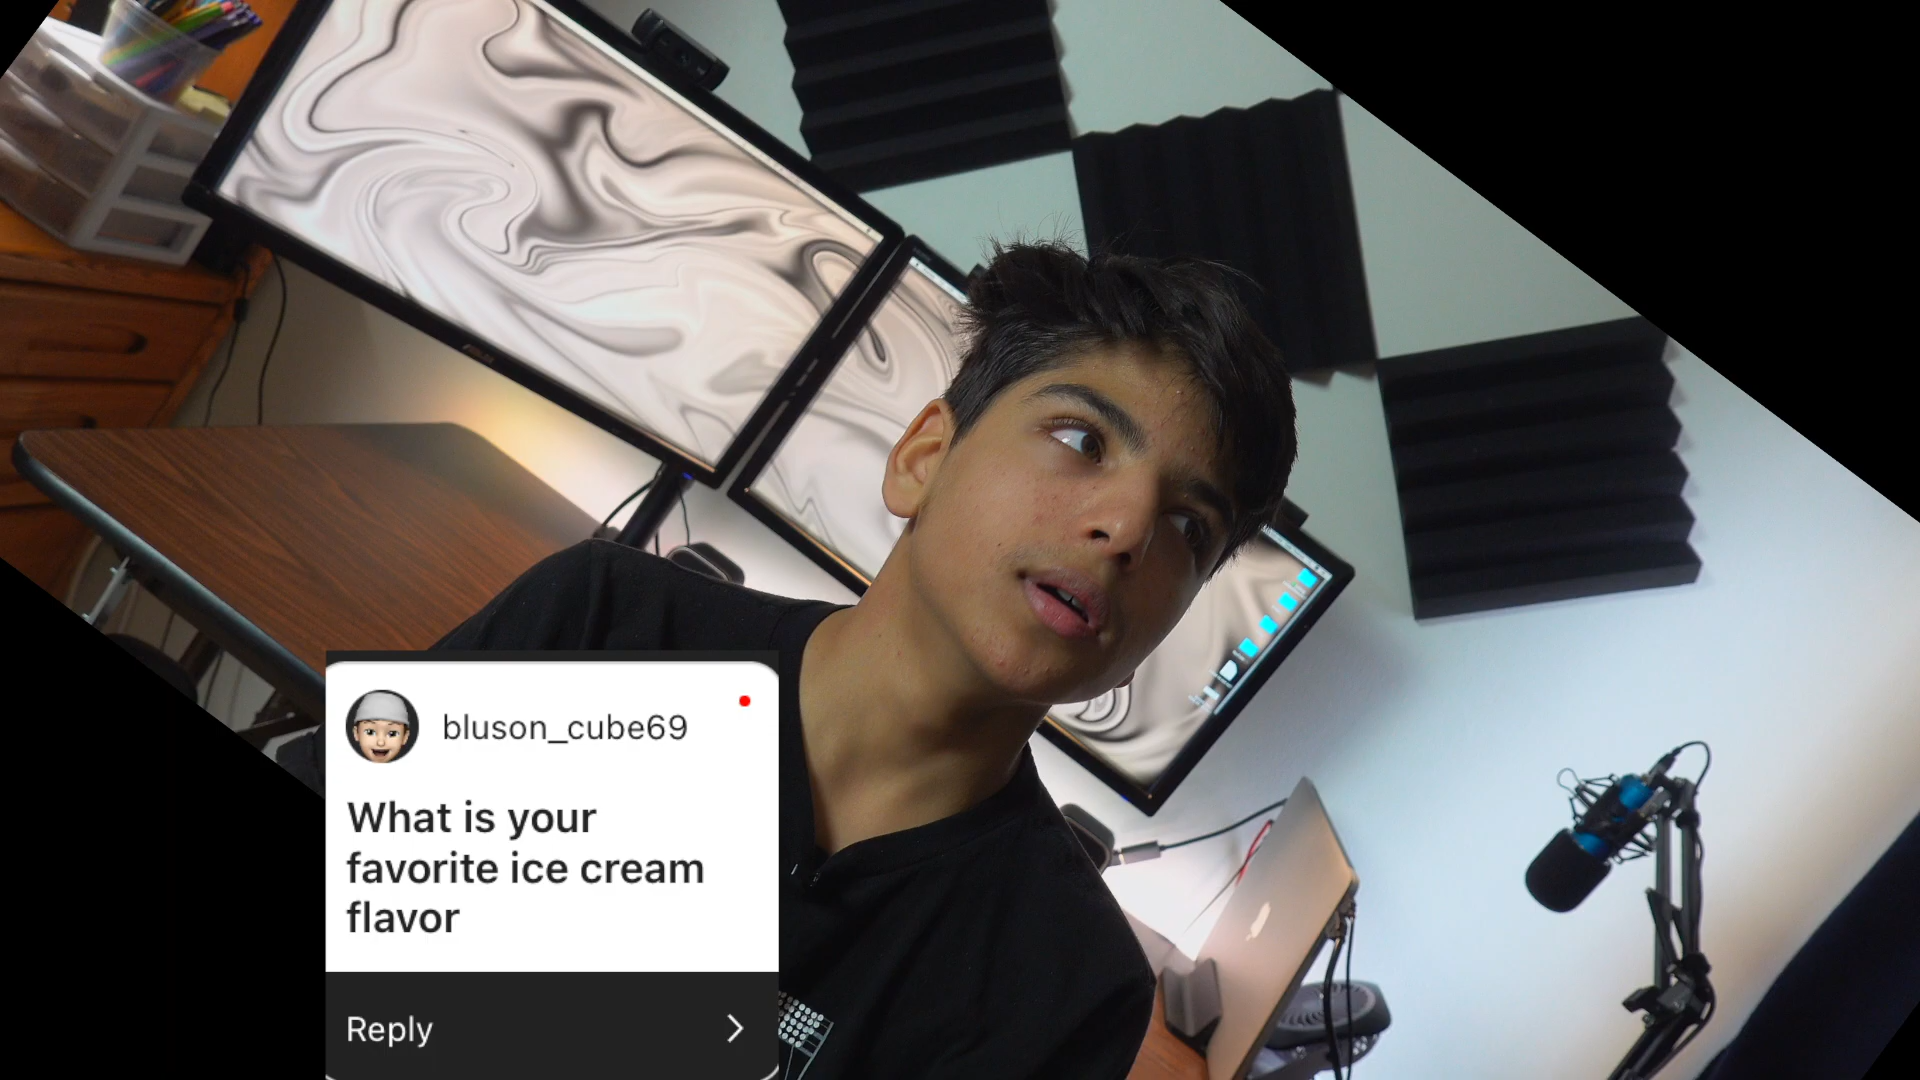 bluson_cube69
What is your
favorite ice cream
flavor
Reply